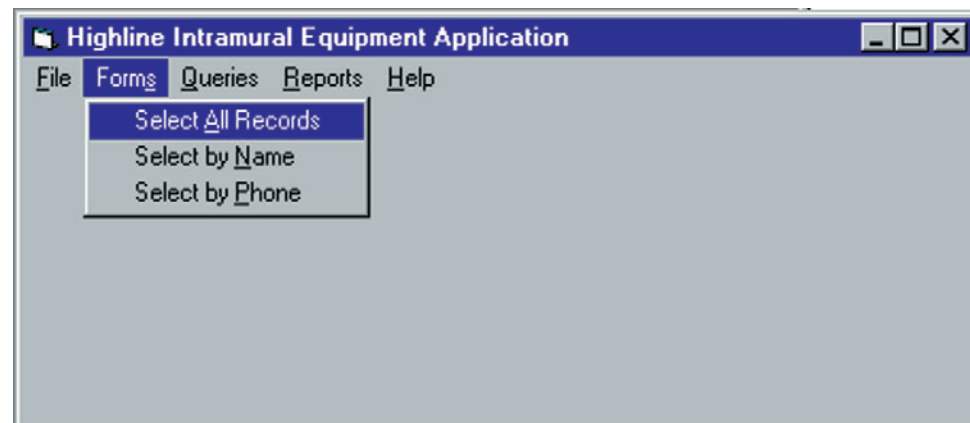 Highline Intramural Equipment Application
File Forms Queries Reports Help
Select All Records
Select by Name
Select by Phone